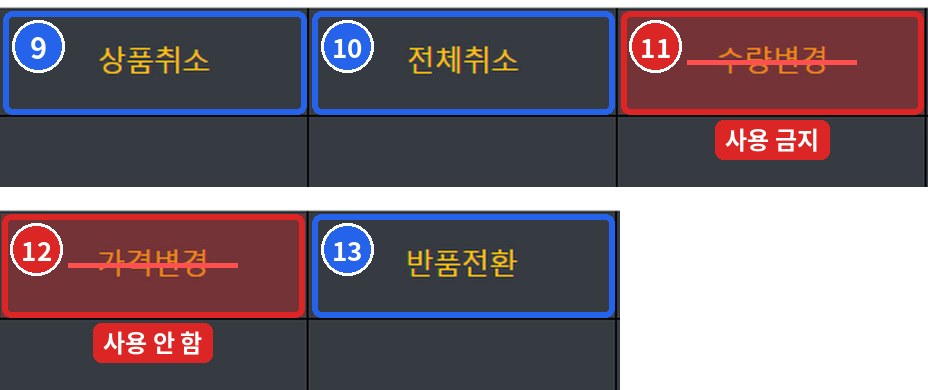 9 상품취소
10 전체취소
11 수량변경
사용 금지
12 가격변경
사용 안 함
13 반품전환